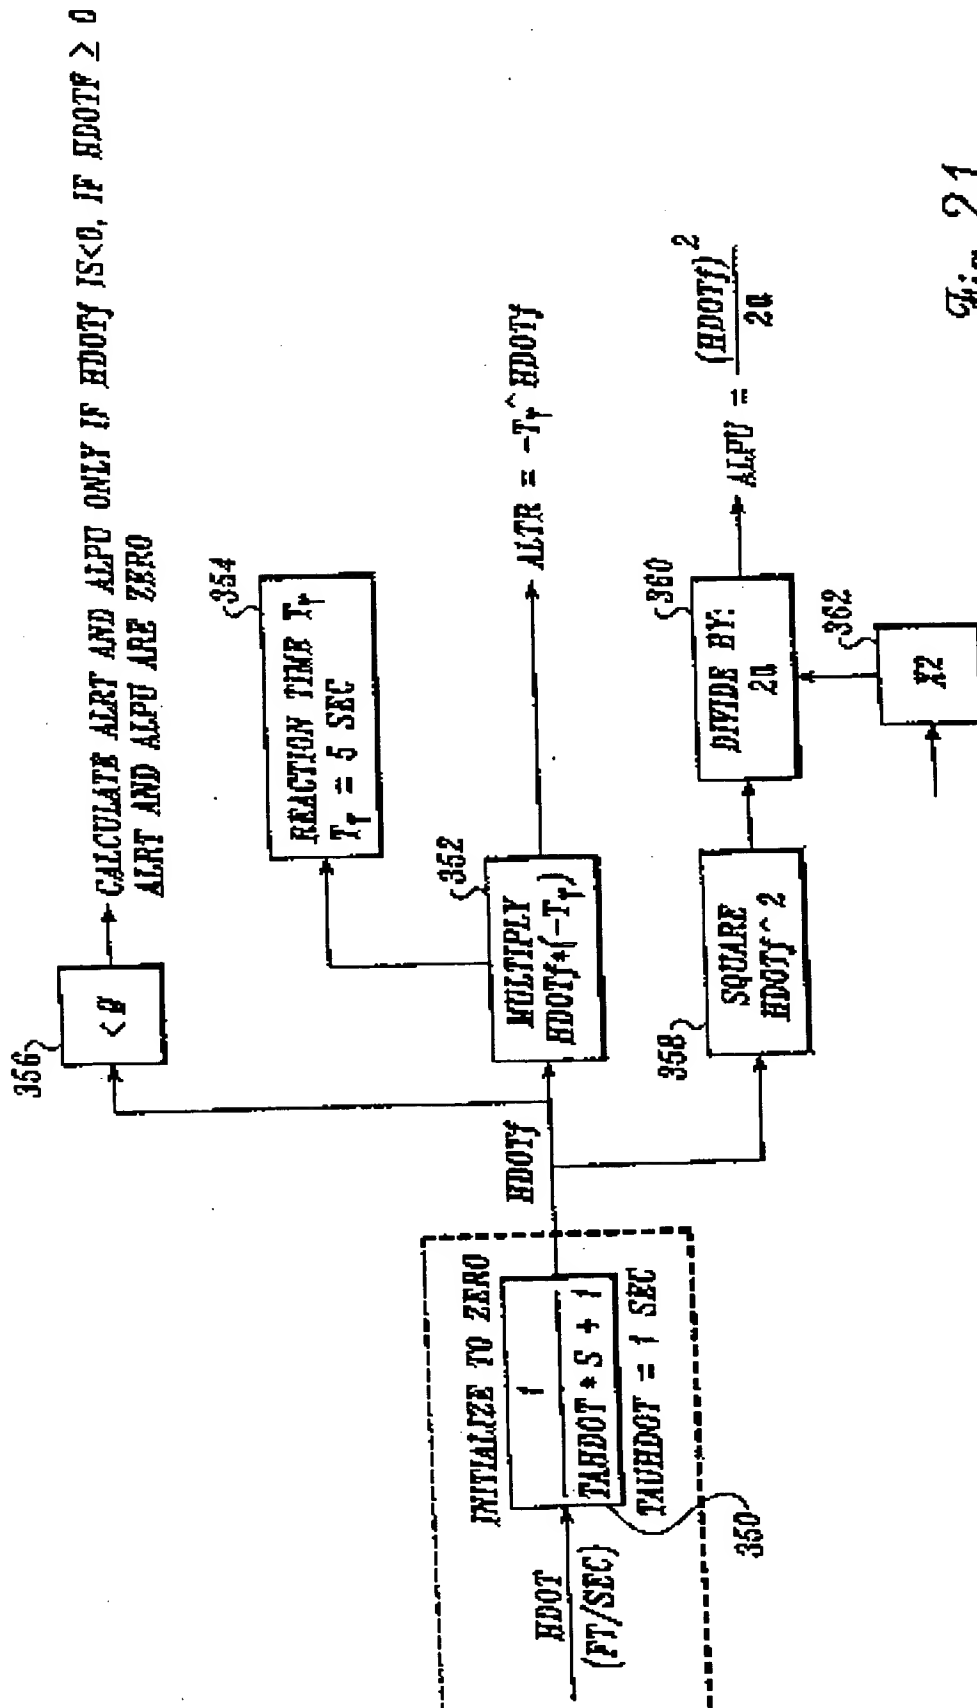 356
< 0
CALCULATE ALRT AND ALPU ONLY IF HDOTf IS<0, IF HDOTF ≥ 0
ALRT AND ALPU ARE ZERO
354
REACTION TIME Tr
Tr = 5 SEC
INITIALIZE TO ZERO
HDOT
(FT/SEC)
1
TAHDOT * S + 1
TAUHDOT = 1 SEC
350
HDOTf
352
MULTIPLY
HDOTf*(-Tr)
ALTR = -Tr^HDOTf
358
SQUARE
HDOTf^2
360
DIVIDE BY:
2a
ALPU = (HDOTf)²
2a
362
X2
Fig. 21